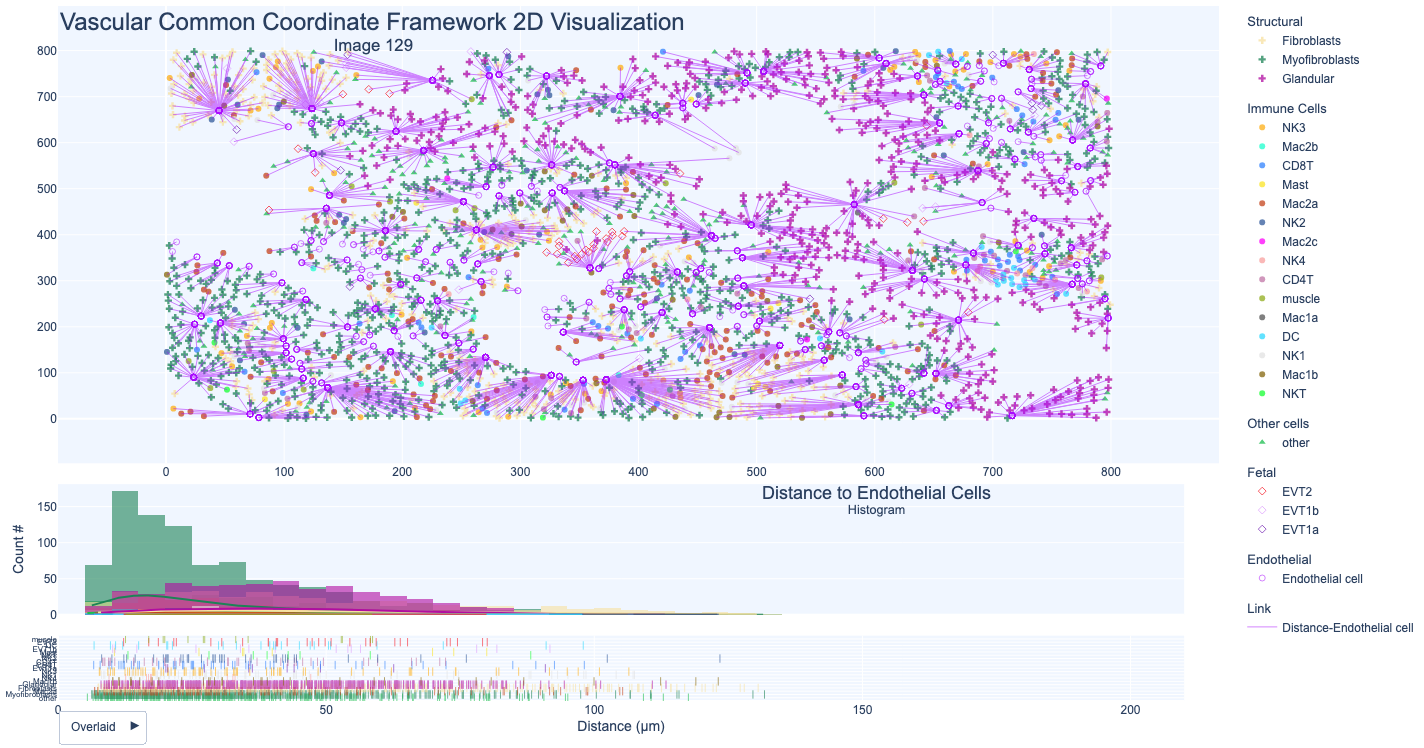 Vascular Common Coordinate Framework 2D Visualization
Image 129
800
700
600
500
400
300
200
100
0
0 100 200 300 400 500 600 700 800
Structural
Fibroblasts
Myofibroblasts
Glandular
Immune Cells
NK3
Mac2b
CD8T
Mast
Mac2a
NK2
Mac2c
NK4
CD4T
muscle
Mac1a
DC
NK1
Mac1b
NKT
Other cells
other
Fetal
EVT2
EVT1b
EVT1a
Endothelial
Endothelial cell
Link
Distance-Endothelial cell
Distance to Endothelial Cells
Histogram
Count #
150
100
50
0
muscle
Glandular
Myofibroblasts
other
0 50 100 150 200
Distance (μm)
Overlaid